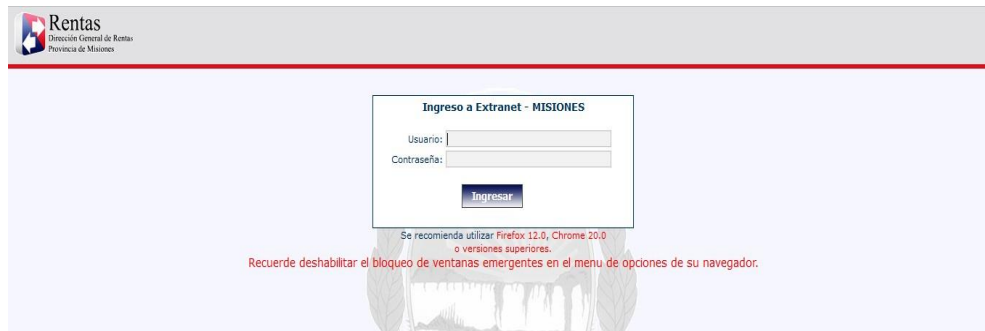 Rentas
Dirección General de Rentas
Provincia de Misiones
Ingreso a Extranet - MISIONES
Usuario:
Contraseña:
Ingresar
Se recomienda utilizar Firefox 12.0, Chrome 20.0
o versiones superiores.
Recuerde deshabilitar el bloqueo de ventanas emergentes en el menu de opciones de su navegador.